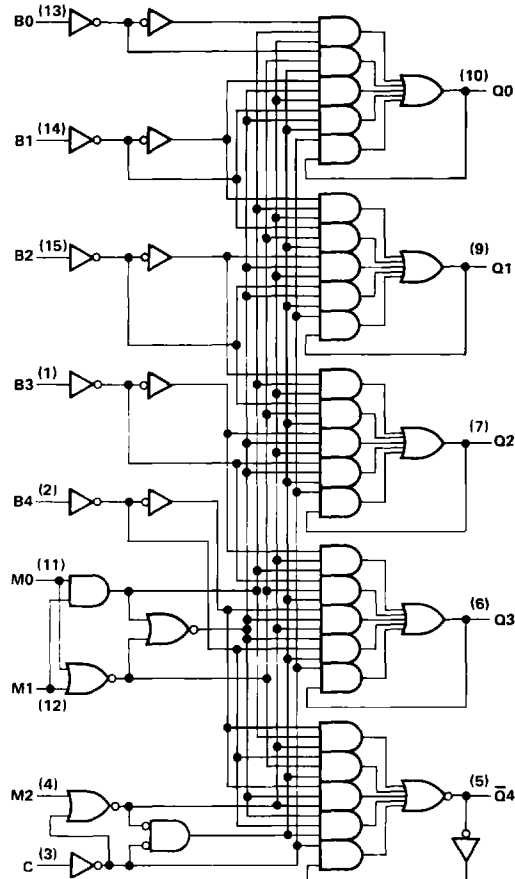 B0 (13)
(10) Q0
B1 (14)
B2 (15)
(9) Q1
B3 (1)
(7) Q2
B4 (2)
M0 (11)
(6) Q3
M1 (12)
M2 (4)
(5) Q̅4
C (3)